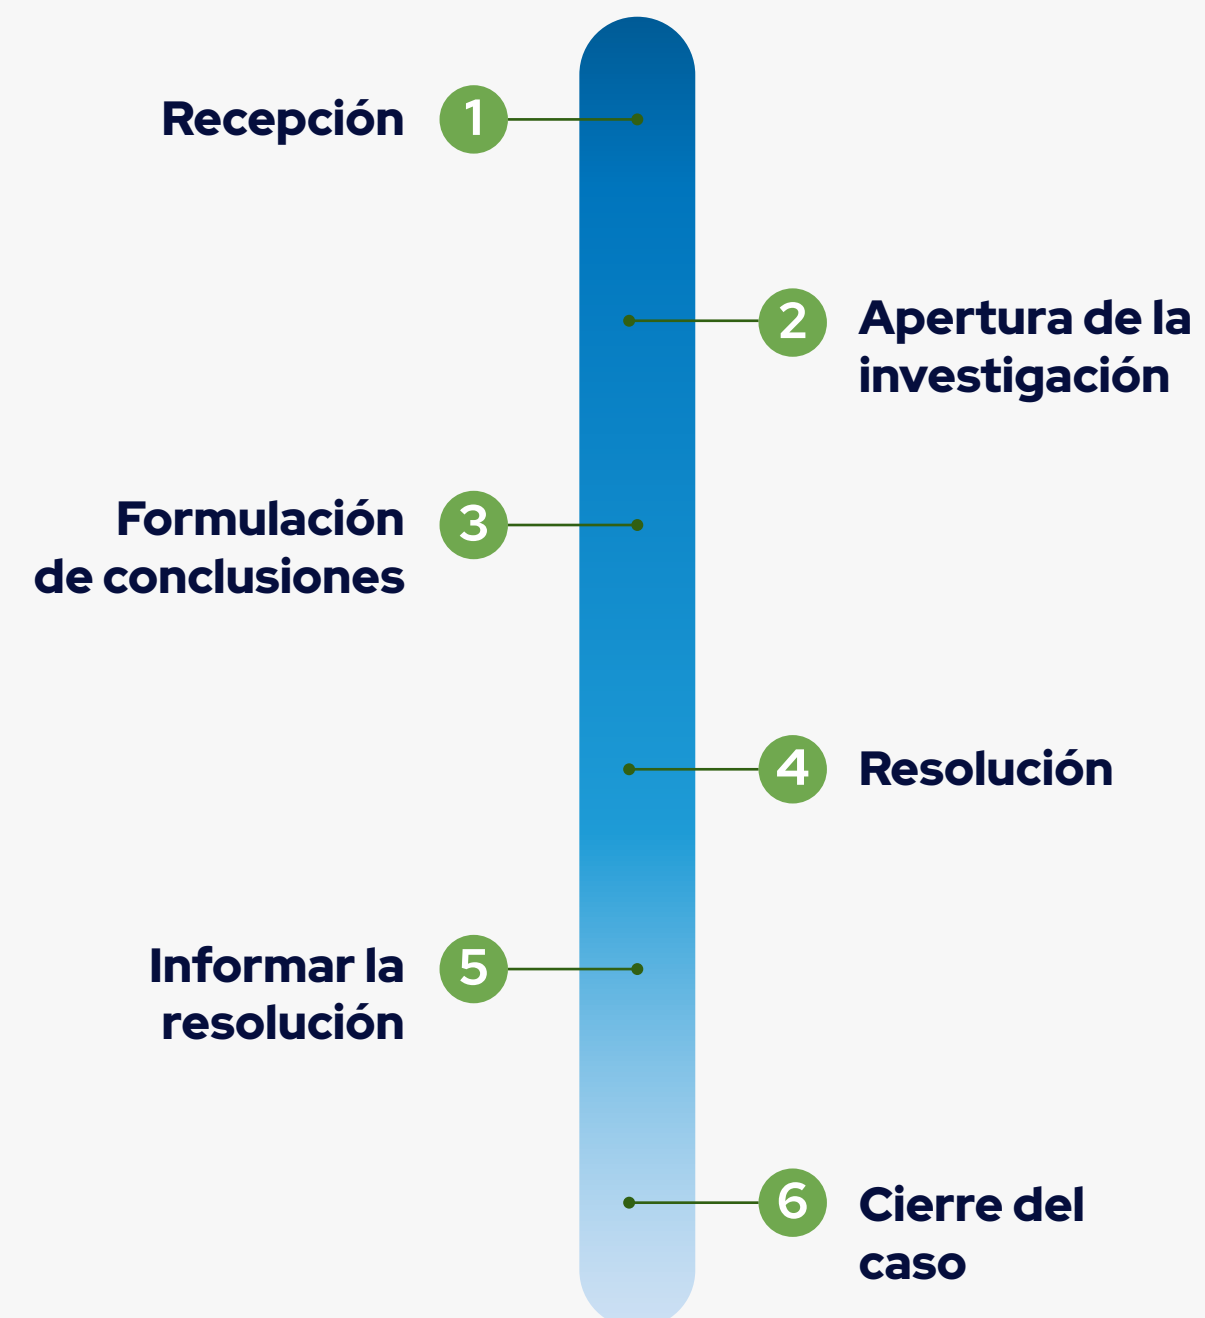 Recepción
1
2
Apertura de la
investigación
Formulación
de conclusiones
3
4
Resolución
Informar la
resolución
5
6
Cierre del
caso